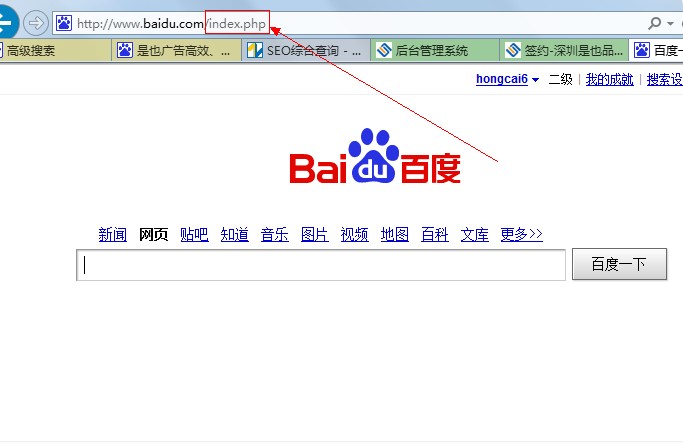 http://www.baidu.com/index.php
高级搜索 是也广告高效、... SEO综合查询 - ... 后台管理系统 签约-深圳是也品... 百度一
hongcai6 二级 | 我的成就 | 搜索设
Bai du 百度
新闻 网页 贴吧 知道 音乐 图片 视频 地图 百科 文库 更多>>
百度一下